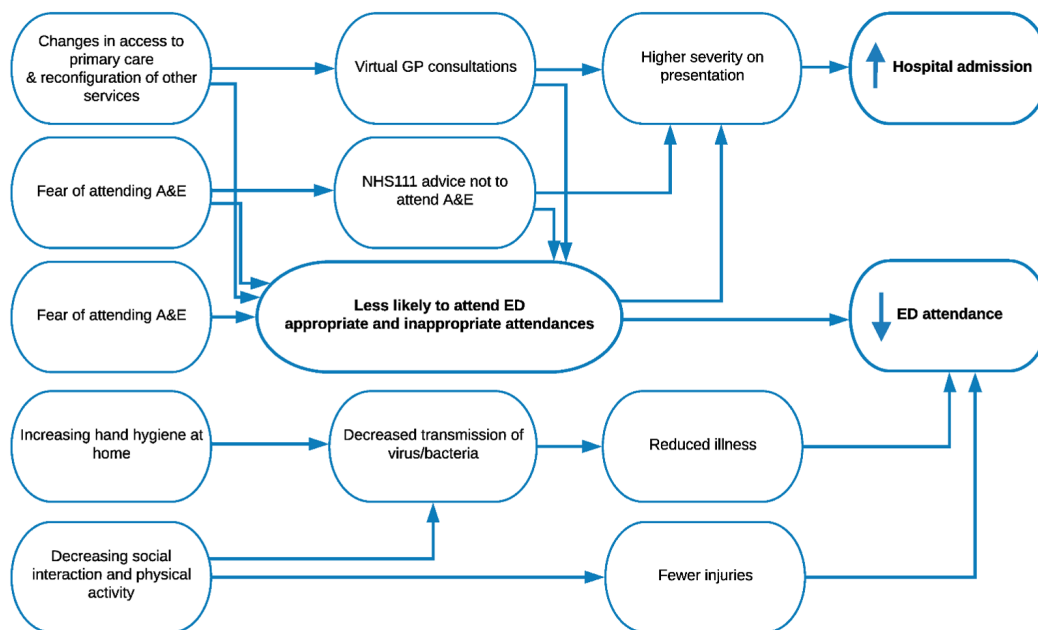 Changes in access to
primary care
& reconfiguration of other
services
Virtual GP consultations
Higher severity on
presentation
Hospital admission
Fear of attending A&E
NHS111 advice not to
attend A&E
Fear of attending A&E
Less likely to attend ED
appropriate and inappropriate attendances
ED attendance
Increasing hand hygiene at
home
Decreased transmission of
virus/bacteria
Reduced illness
Decreasing social
interaction and physical
activity
Fewer injuries